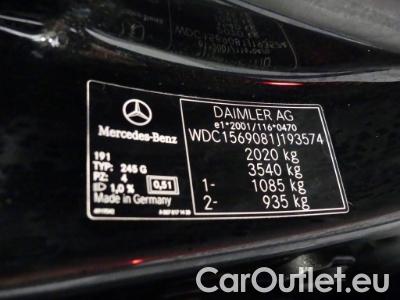 DAIMLER AG
e1*2001/116*0470
WDC1569081J193574
2020 kg
3540 kg
1- 1085 kg
2- 935 kg
Mercedes-Benz
191
TYP: 245 G
PZ: 4
1,0% 0,51
Made in Germany
CarOutlet.eu